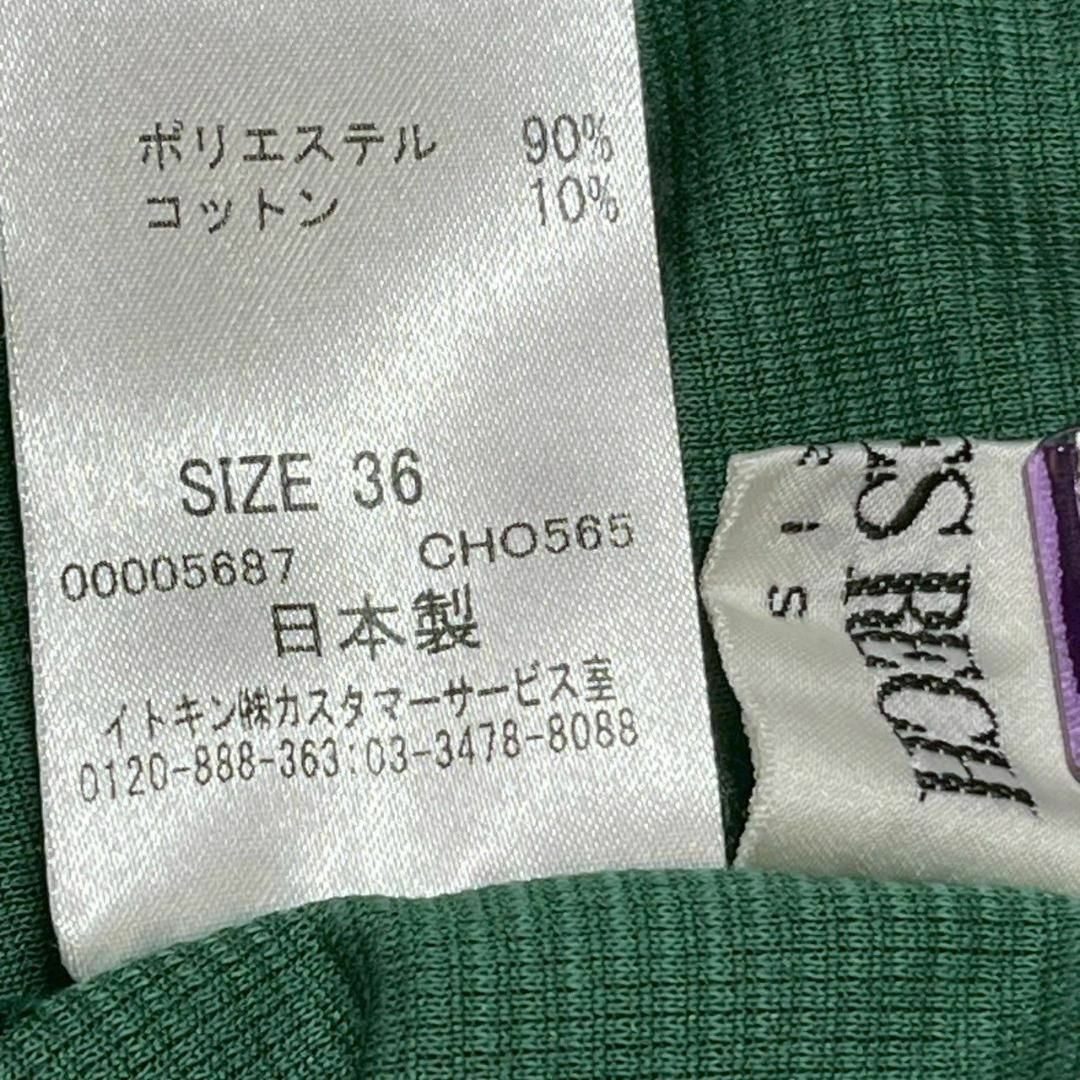 ポリエステル 90%
コットン 10%
SIZE 36
00005687 CHO565
日本製
イトキン㈱カスタマーサービス室
0120-888-363:03-3478-8088